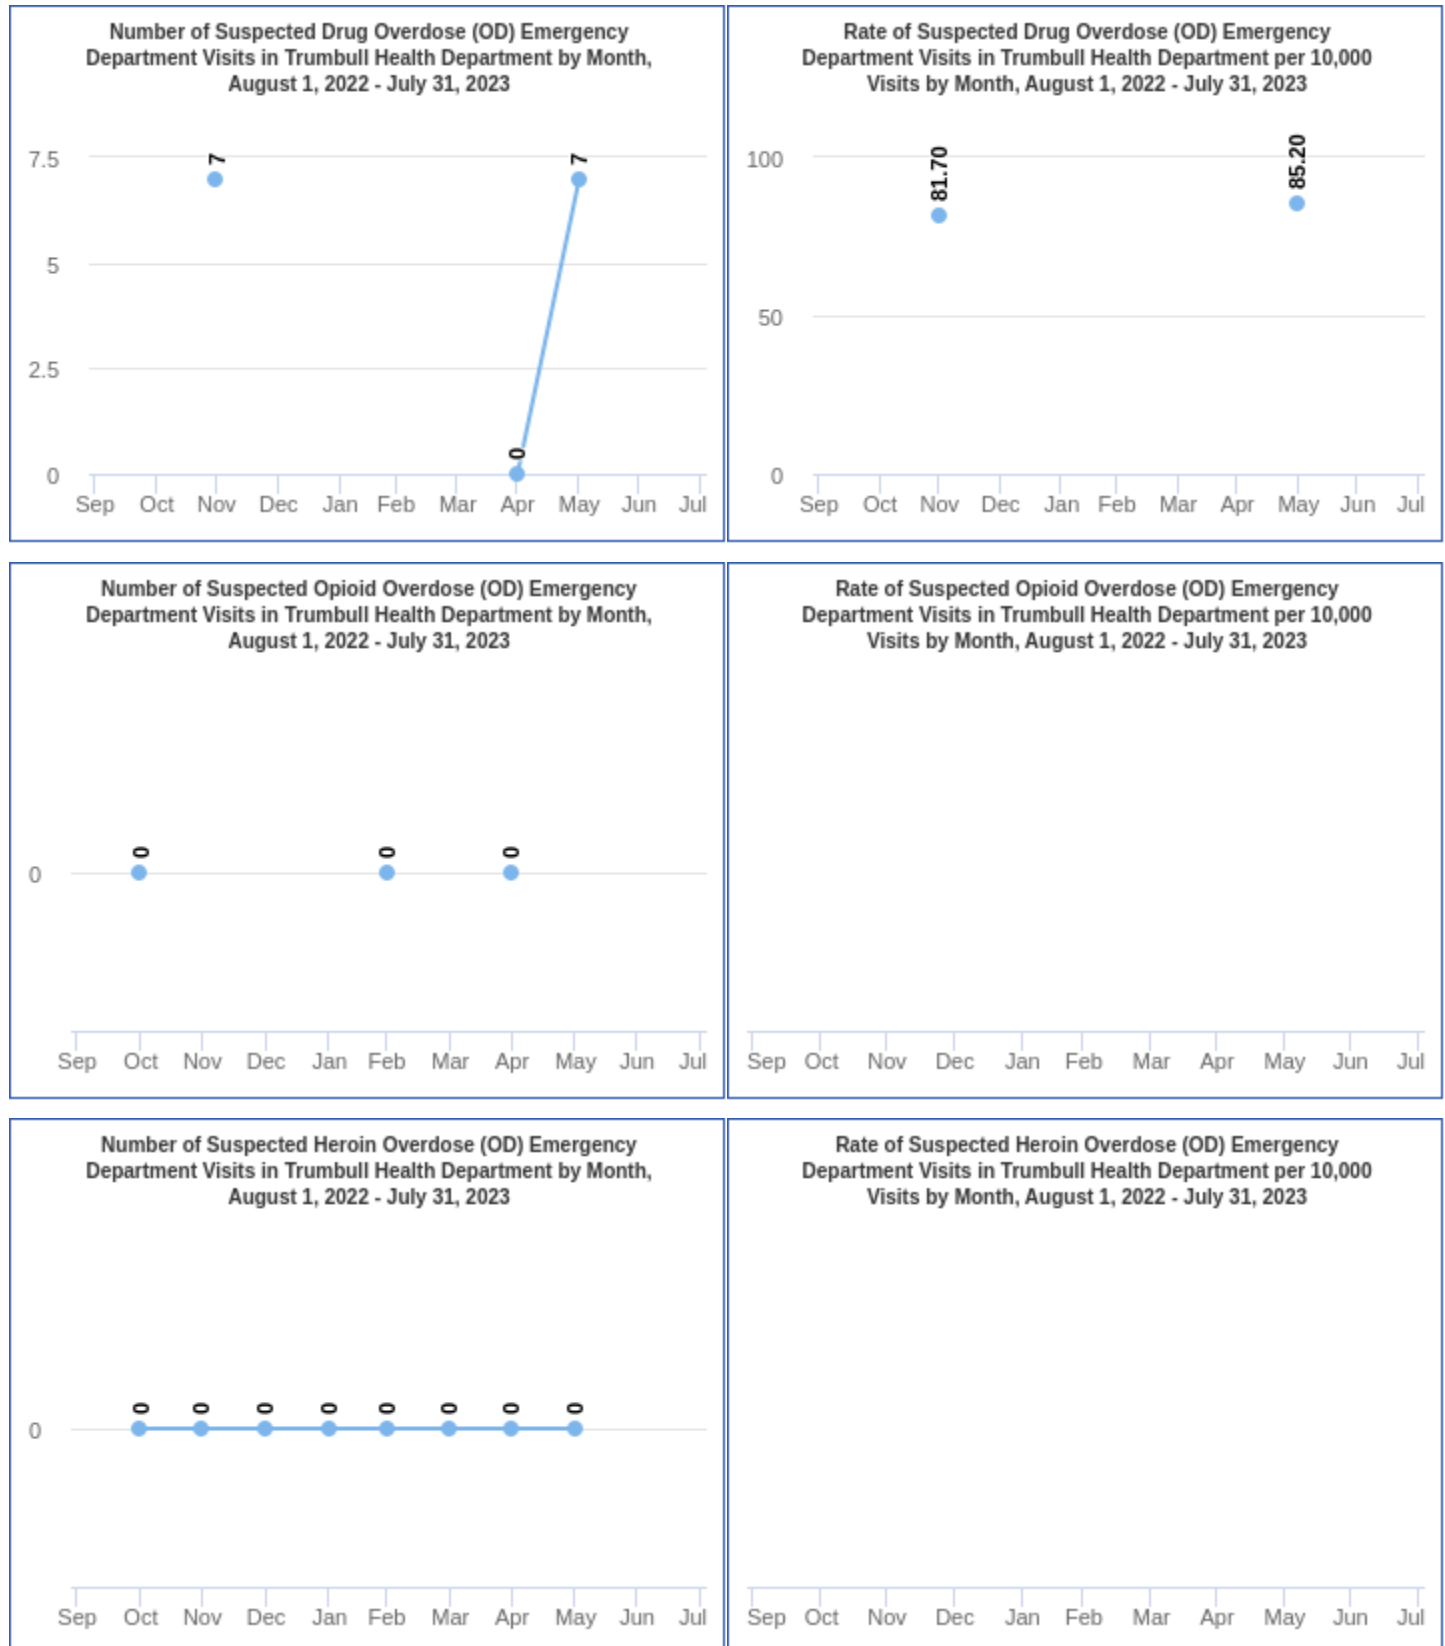 Number of Suspected Drug Overdose (OD) Emergency
Department Visits in Trumbull Health Department by Month,
August 1, 2022 - July 31, 2023
7.5
5
2.5
0
7
0
7
Sep Oct Nov Dec Jan Feb Mar Apr May Jun Jul
Rate of Suspected Drug Overdose (OD) Emergency
Department Visits in Trumbull Health Department per 10,000
Visits by Month, August 1, 2022 - July 31, 2023
100
50
0
81.70
85.20
Sep Oct Nov Dec Jan Feb Mar Apr May Jun Jul
Number of Suspected Opioid Overdose (OD) Emergency
Department Visits in Trumbull Health Department by Month,
August 1, 2022 - July 31, 2023
0 0 0
0
Sep Oct Nov Dec Jan Feb Mar Apr May Jun Jul
Rate of Suspected Opioid Overdose (OD) Emergency
Department Visits in Trumbull Health Department per 10,000
Visits by Month, August 1, 2022 - July 31, 2023
Sep Oct Nov Dec Jan Feb Mar Apr May Jun Jul
Number of Suspected Heroin Overdose (OD) Emergency
Department Visits in Trumbull Health Department by Month,
August 1, 2022 - July 31, 2023
0 0 0 0 0 0 0 0
0
Sep Oct Nov Dec Jan Feb Mar Apr May Jun Jul
Rate of Suspected Heroin Overdose (OD) Emergency
Department Visits in Trumbull Health Department per 10,000
Visits by Month, August 1, 2022 - July 31, 2023
Sep Oct Nov Dec Jan Feb Mar Apr May Jun Jul